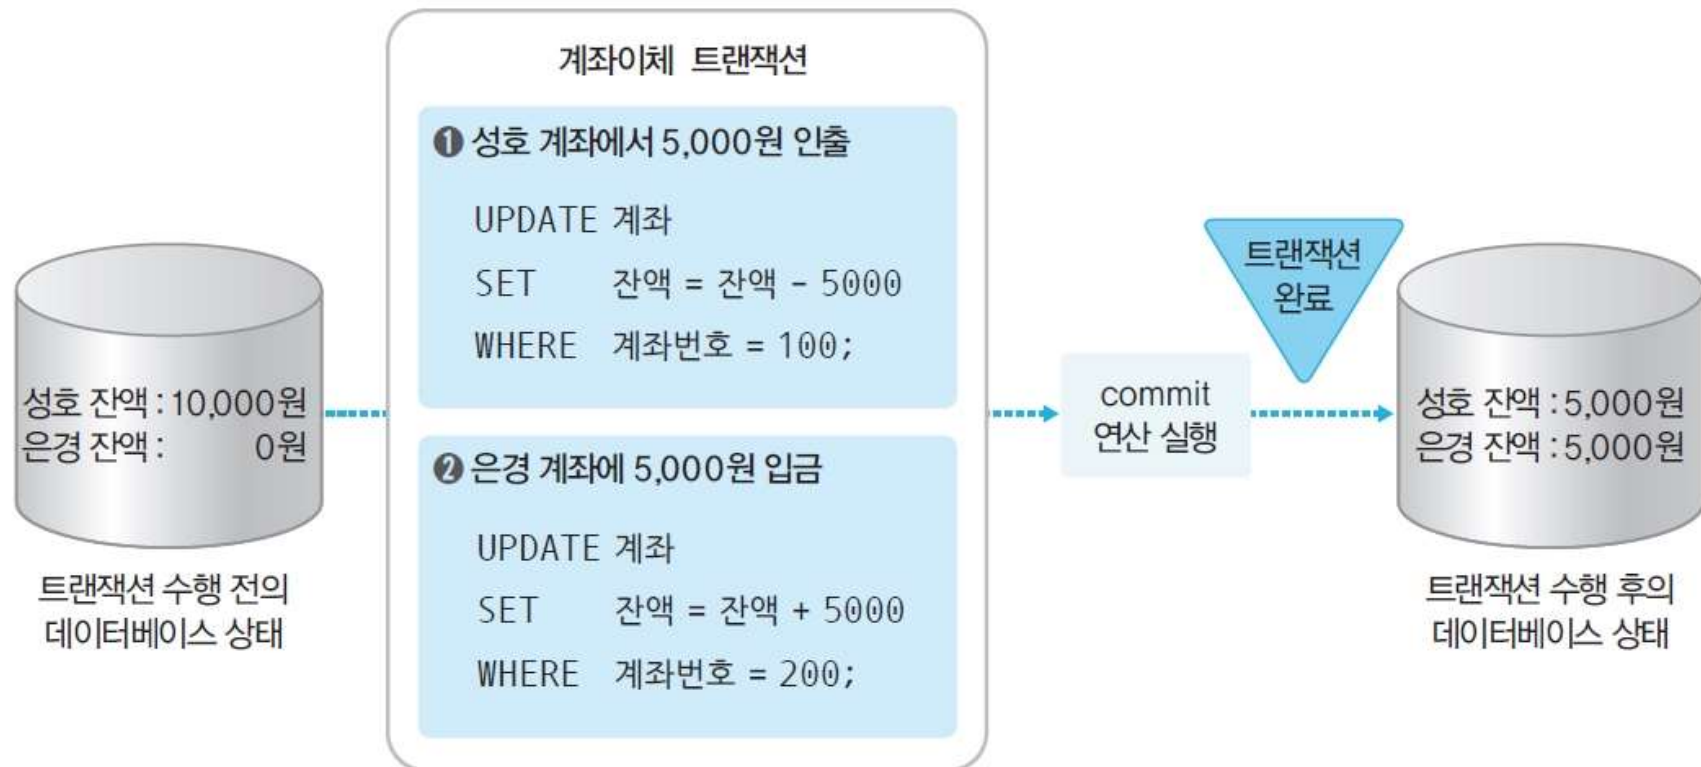 계좌이체 트랜잭션
❶ 성호 계좌에서 5,000원 인출
UPDATE 계좌
SET 잔액 = 잔액 - 5000
WHERE 계좌번호 = 100;
❷ 은경 계좌에 5,000원 입금
UPDATE 계좌
SET 잔액 = 잔액 + 5000
WHERE 계좌번호 = 200;
성호 잔액 : 10,000원
은경 잔액 : 0원
트랜잭션 수행 전의
데이터베이스 상태
commit
연산 실행
트랜잭션
완료
성호 잔액 : 5,000원
은경 잔액 : 5,000원
트랜잭션 수행 후의
데이터베이스 상태